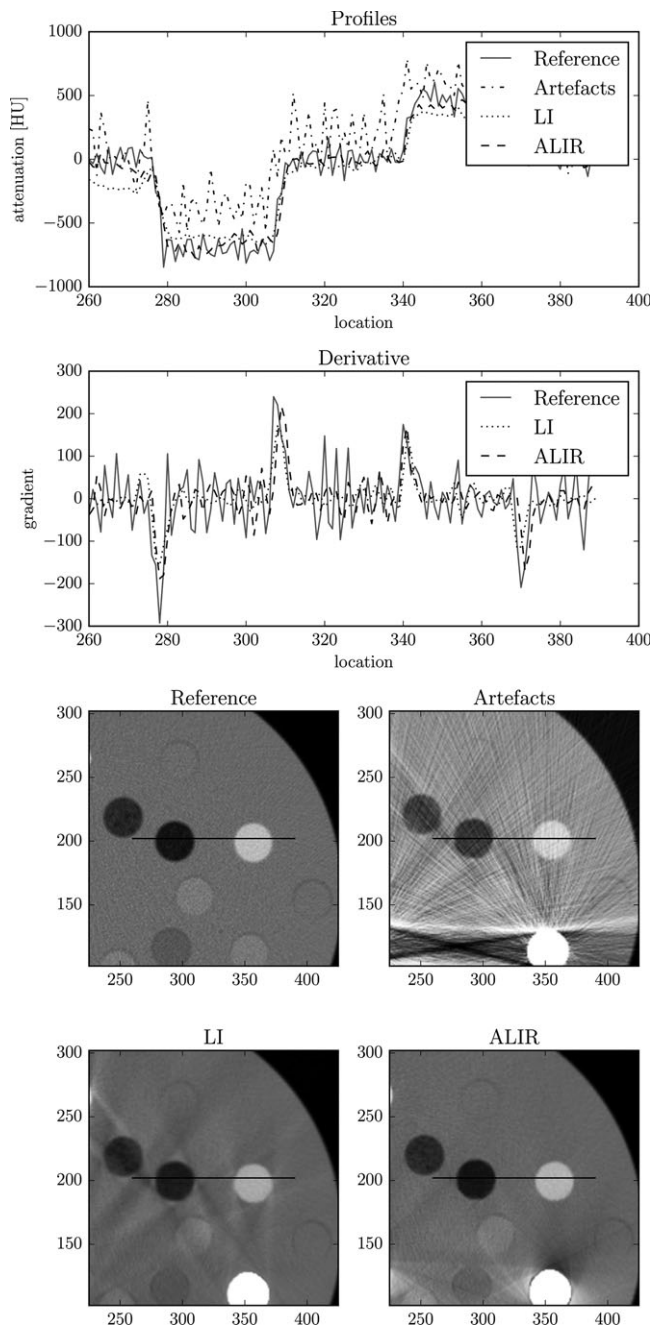 Profiles
1000
500
0
−500
−1000
attenuation [HU]
Reference
Artefacts
LI
ALIR
260 280 300 320 340 360 380 400
location
Derivative
300
200
100
0
−100
−200
−300
gradient
Reference
LI
ALIR
260 280 300 320 340 360 380 400
location
Reference
300
250
200
150
250 300 350 400
Artefacts
300
250
200
150
250 300 350 400
LI
300
250
200
150
250 300 350 400
ALIR
300
250
200
150
250 300 350 400